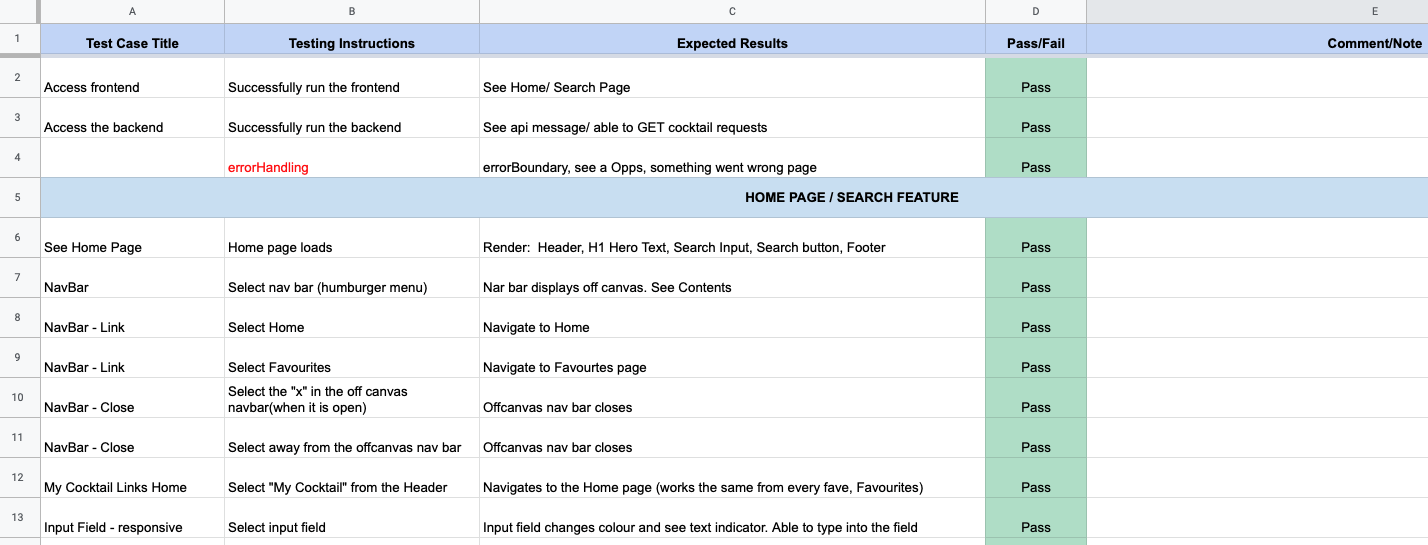 A B C D E
1 Test Case Title Testing Instructions Expected Results Pass/Fail Comment/Note
2 Access frontend Successfully run the frontend See Home/ Search Page Pass
3 Access the backend Successfully run the backend See api message/ able to GET cocktail requests Pass
4 errorHandling errorBoundary, see a Opps, something went wrong page Pass
5 HOME PAGE / SEARCH FEATURE
6 See Home Page Home page loads Render:  Header, H1 Hero Text, Search Input, Search button, Footer Pass
7 NavBar Select nav bar (humburger menu) Nar bar displays off canvas. See Contents Pass
8 NavBar - Link Select Home Navigate to Home Pass
9 NavBar - Link Select Favourites Navigate to Favourtes page Pass
10 NavBar - Close Select the "x" in the off canvas
navbar(when it is open) Offcanvas nav bar closes Pass
11 NavBar - Close Select away from the offcanvas nav bar Offcanvas nav bar closes Pass
12 My Cocktail Links Home Select "My Cocktail" from the Header Navigates to the Home page (works the same from every fave, Favourites) Pass
13 Input Field - responsive Select input field Input field changes colour and see text indicator. Able to type into the field Pass